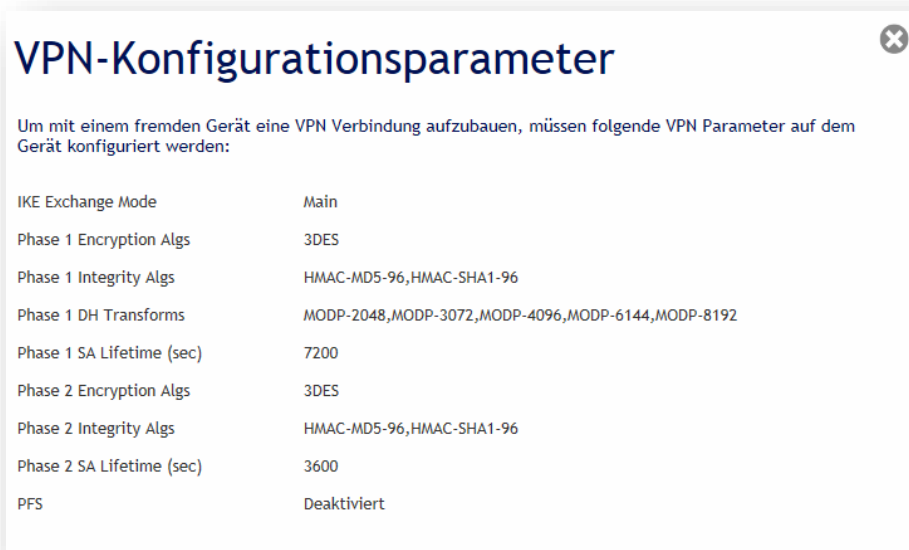 VPN-Konfigurationsparameter
Um mit einem fremden Gerät eine VPN Verbindung aufzubauen, müssen folgende VPN Parameter auf dem
Gerät konfiguriert werden:
IKE Exchange Mode Main
Phase 1 Encryption Algs 3DES
Phase 1 Integrity Algs HMAC-MD5-96,HMAC-SHA1-96
Phase 1 DH Transforms MODP-2048,MODP-3072,MODP-4096,MODP-6144,MODP-8192
Phase 1 SA Lifetime (sec) 7200
Phase 2 Encryption Algs 3DES
Phase 2 Integrity Algs HMAC-MD5-96,HMAC-SHA1-96
Phase 2 SA Lifetime (sec) 3600
PFS Deaktiviert